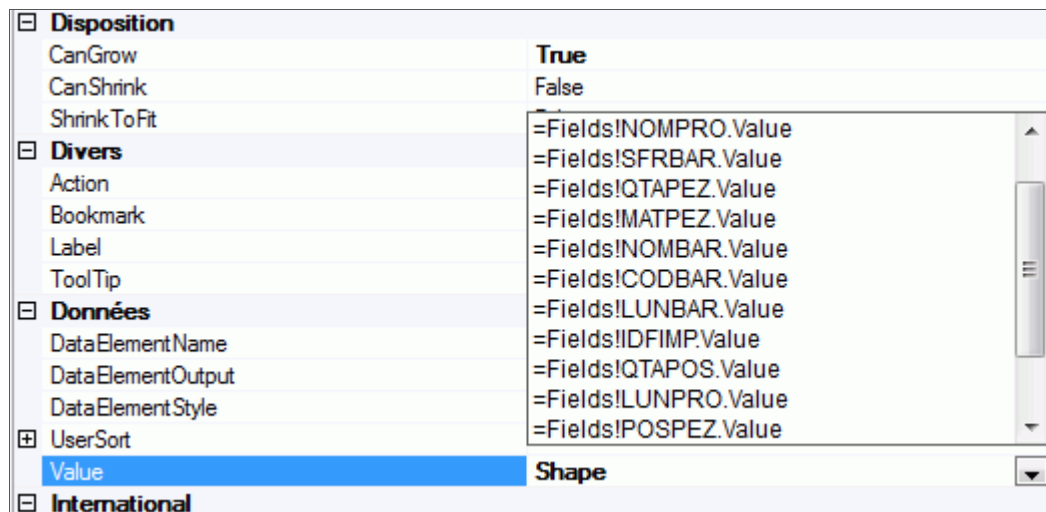 Disposition
CanGrow True
CanShrink False
ShrinkToFit
=Fields!NOMPRO.Value
Divers
=Fields!SFRBAR.Value
Action
=Fields!QTAPEZ.Value
Bookmark
=Fields!MATPEZ.Value
Label
=Fields!NOMBAR.Value
ToolTip
=Fields!CODBAR.Value
Données
=Fields!LUNBAR.Value
DataElementName
=Fields!IDFIMP.Value
DataElementOutput
=Fields!QTAPOS.Value
DataElementStyle
=Fields!LUNPRO.Value
UserSort
=Fields!POSPEZ.Value
Value Shape
International